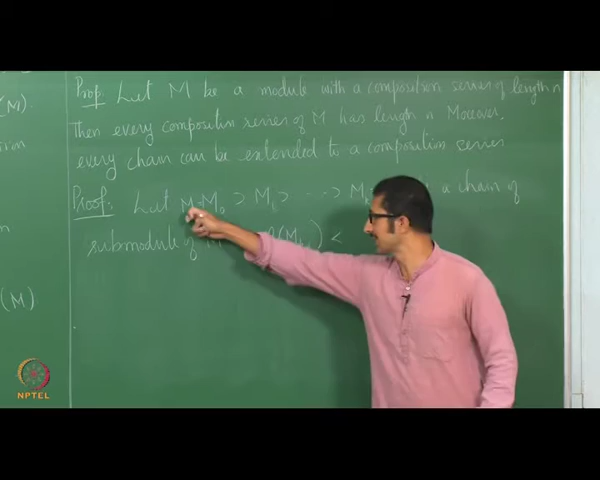 (M)
Prop. Let M be a module with a composition series of length n
Then every composition series of M has length n Moreover,
every chain can be extended to a composition series
Proof: Let M=M₀ ⊃ M₁ ⊃ ... ⊃ a chain of
submodule of <
(M)
NPTEL